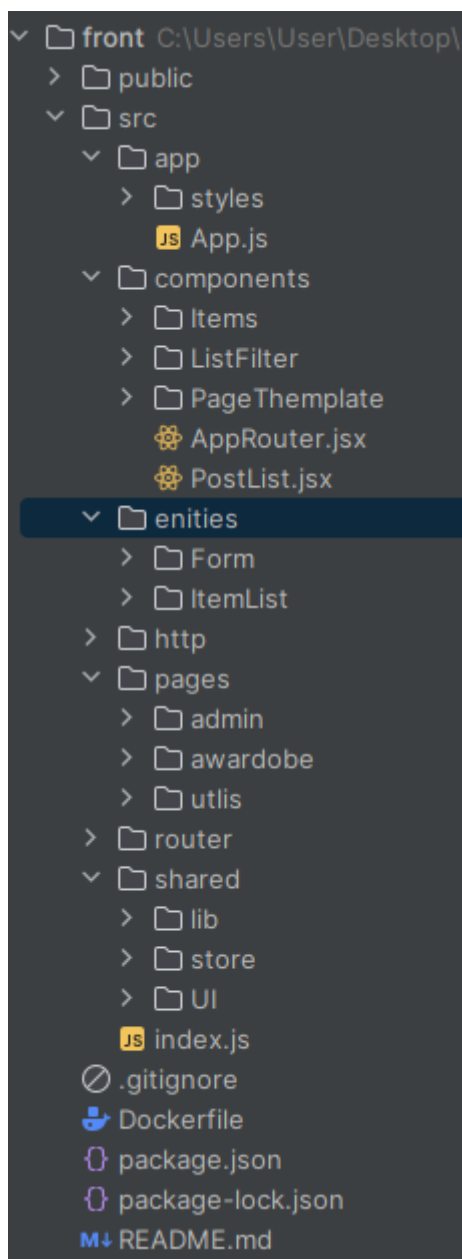 front C:\Users\User\Desktop\
public
src
app
styles
JS App.js
components
Items
ListFilter
PageThemplate
AppRouter.jsx
PostList.jsx
enities
Form
ItemList
http
pages
admin
awardobe
utlis
router
shared
lib
store
UI
JS index.js
.gitignore
Dockerfile
{} package.json
{} package-lock.json
M↓ README.md